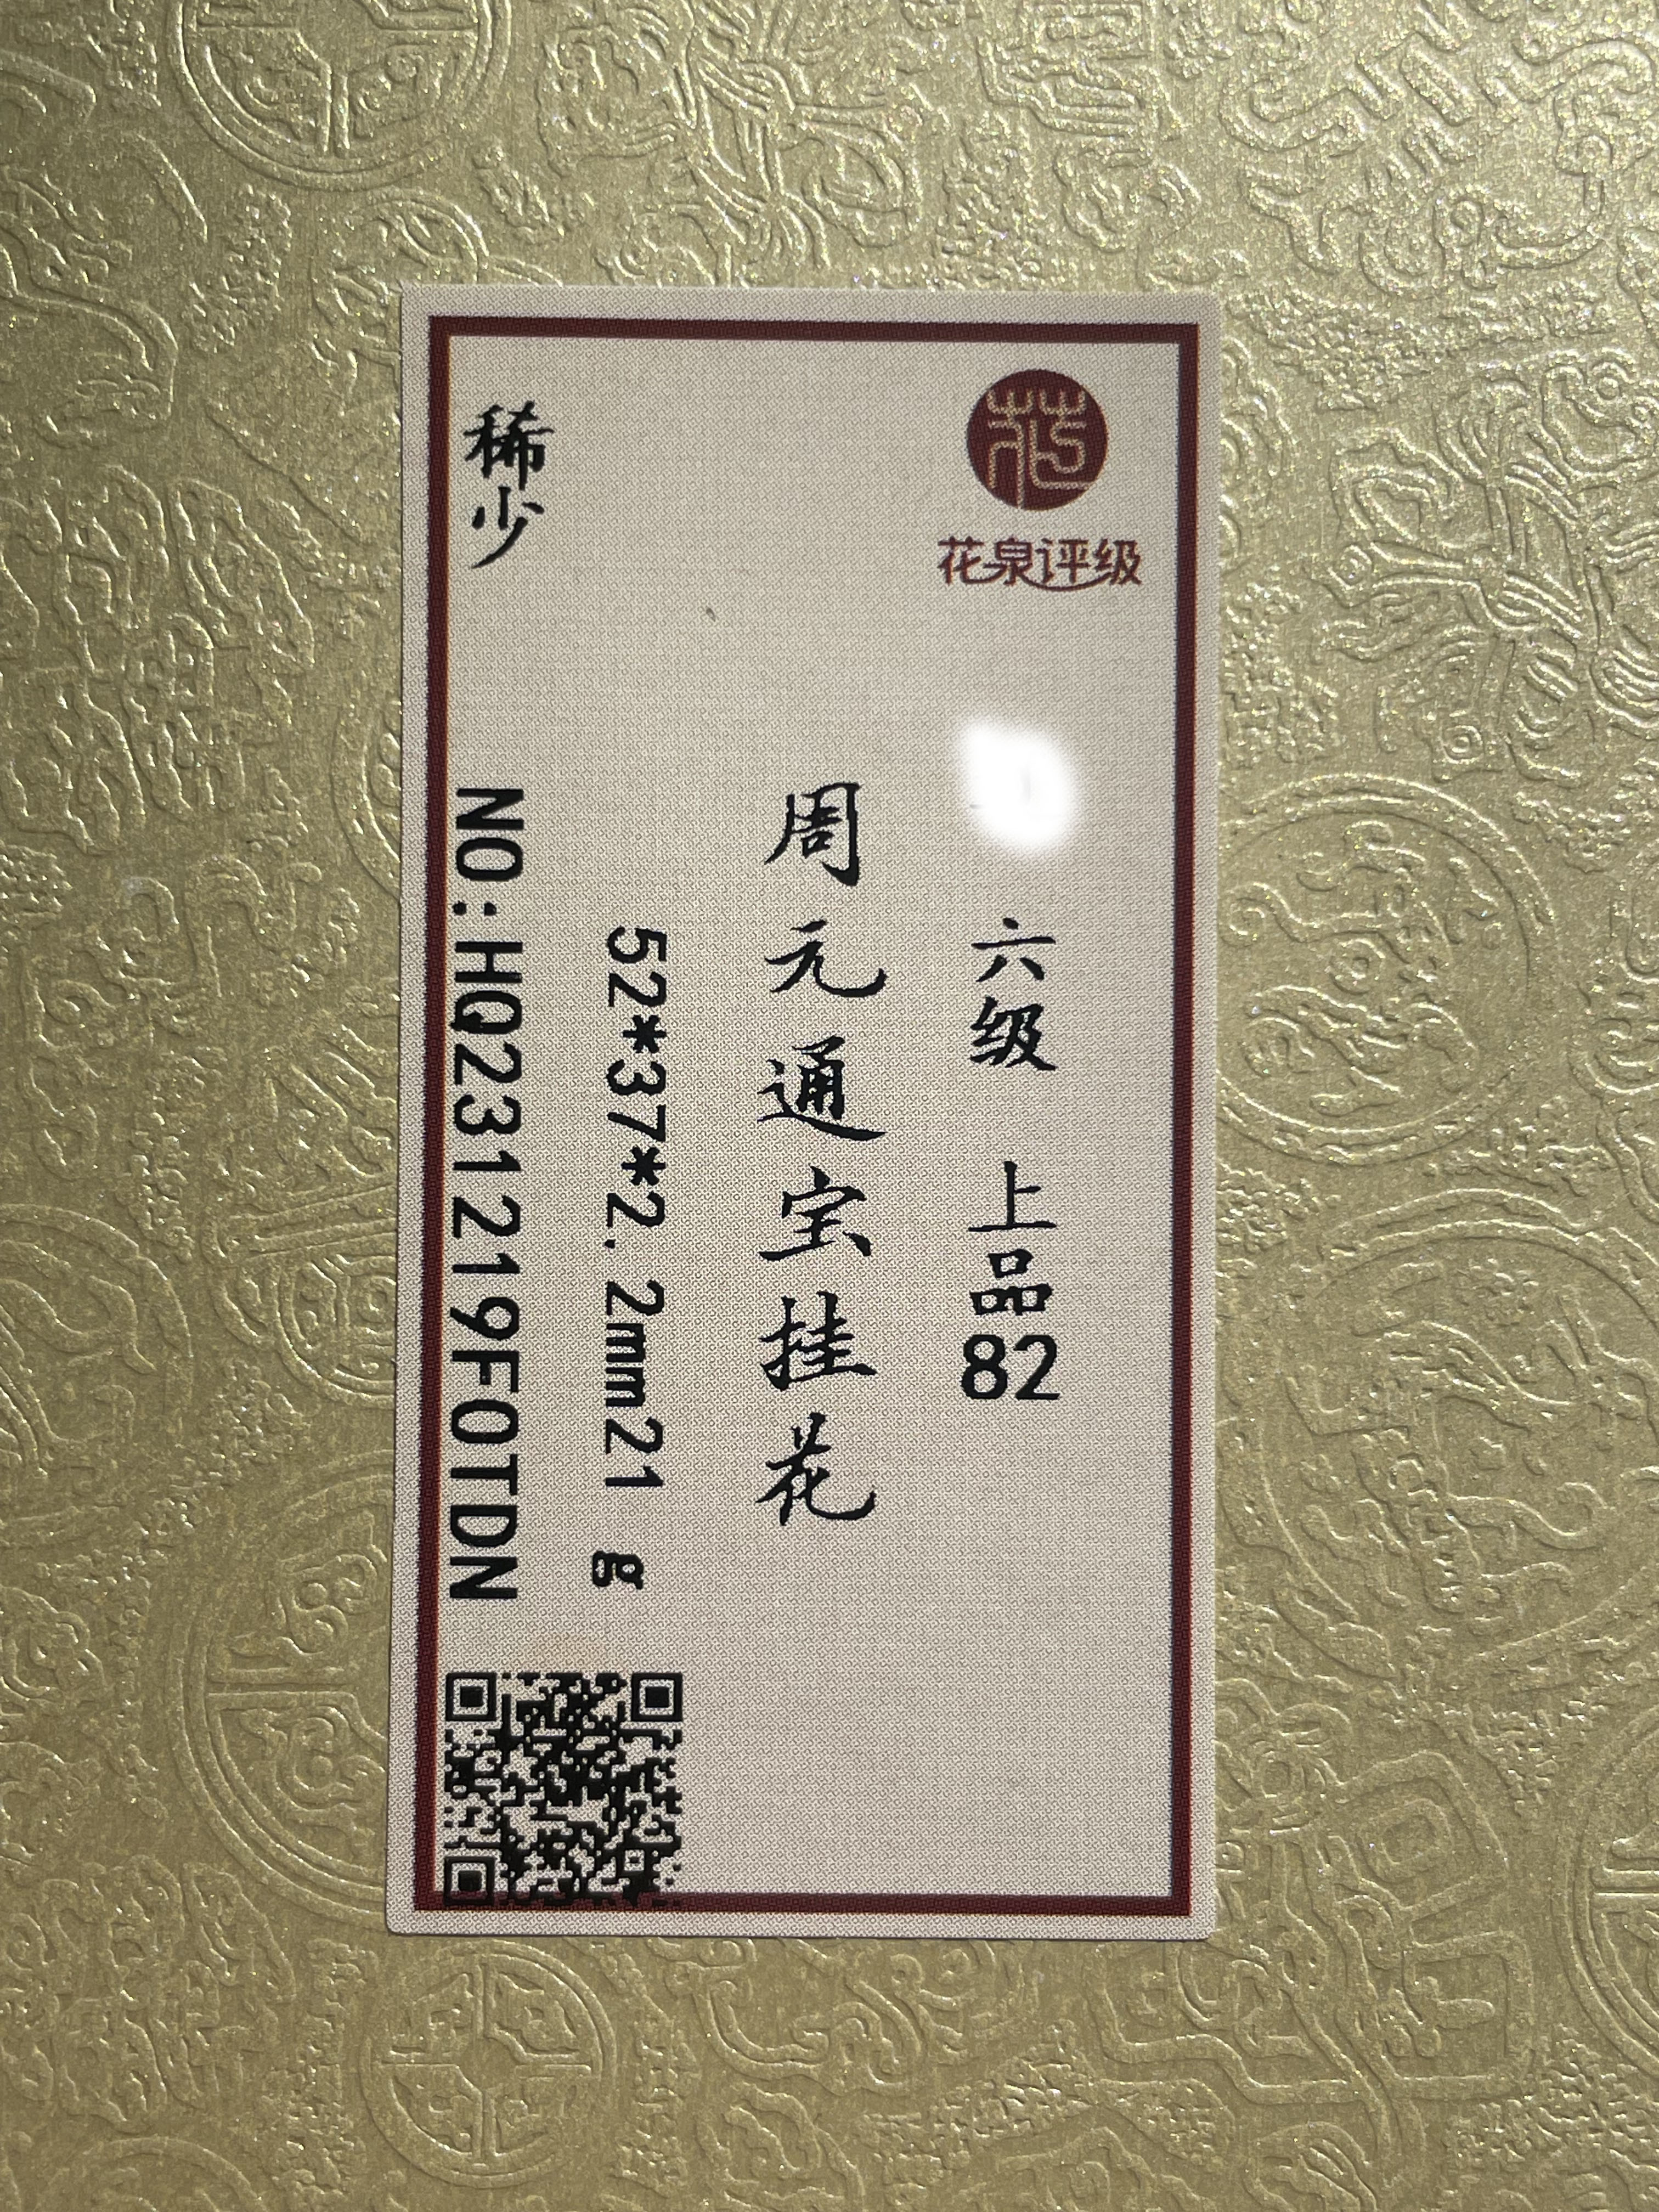 花泉评级
六级 上品82
周元通宝挂花
52*37*2.2mm21 g
稀少
NO:HQ231219F0TDN